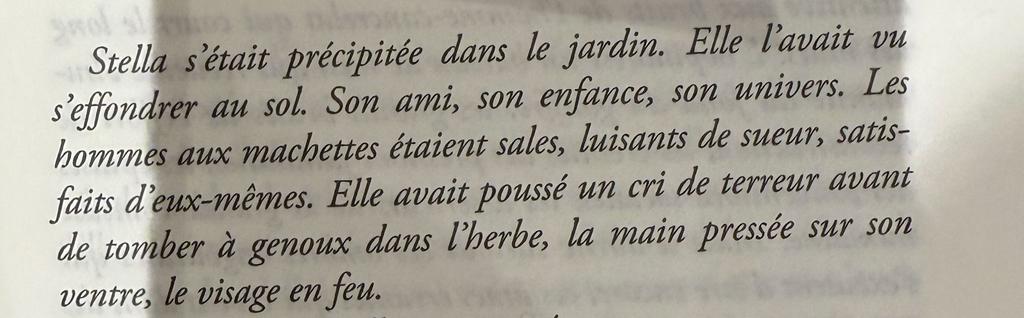 Stella s'était précipitée dans le jardin. Elle l'avait vu
s'effondrer au sol. Son ami, son enfance, son univers. Les
hommes aux machettes étaient sales, luisants de sueur, satis-
faits d'eux-mêmes. Elle avait poussé un cri de terreur avant
de tomber à genoux dans l'herbe, la main pressée sur son
ventre, le visage en feu.